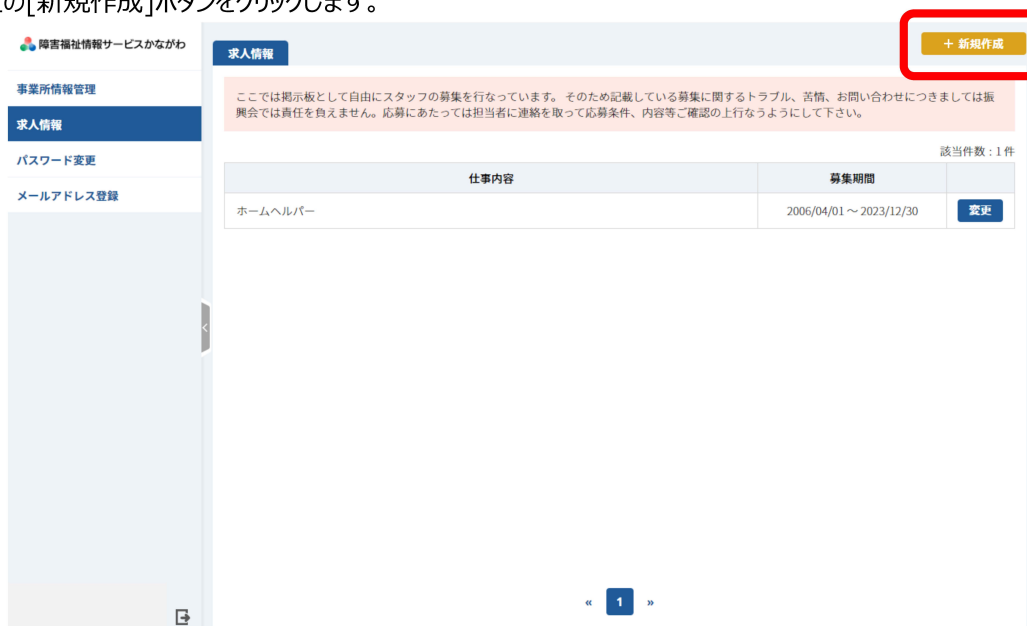 の[新規作成]ボタンをクリックします。
障害福祉情報サービスかながわ
求人情報
+ 新規作成
事業所情報管理
求人情報
パスワード変更
メールアドレス登録
ここでは掲示板として自由にスタッフの募集を行なっています。 そのため記載している募集に関するトラブル、苦情、お問い合わせにつきましては振
興会では責任を負えません。応募にあたっては担当者に連絡を取って応募条件、内容等ご確認の上行なうようにして下さい。
該当件数 : 1 件
仕事内容 募集期間
ホームヘルパー 2006/04/01 ～ 2023/12/30 変更
« 1 »